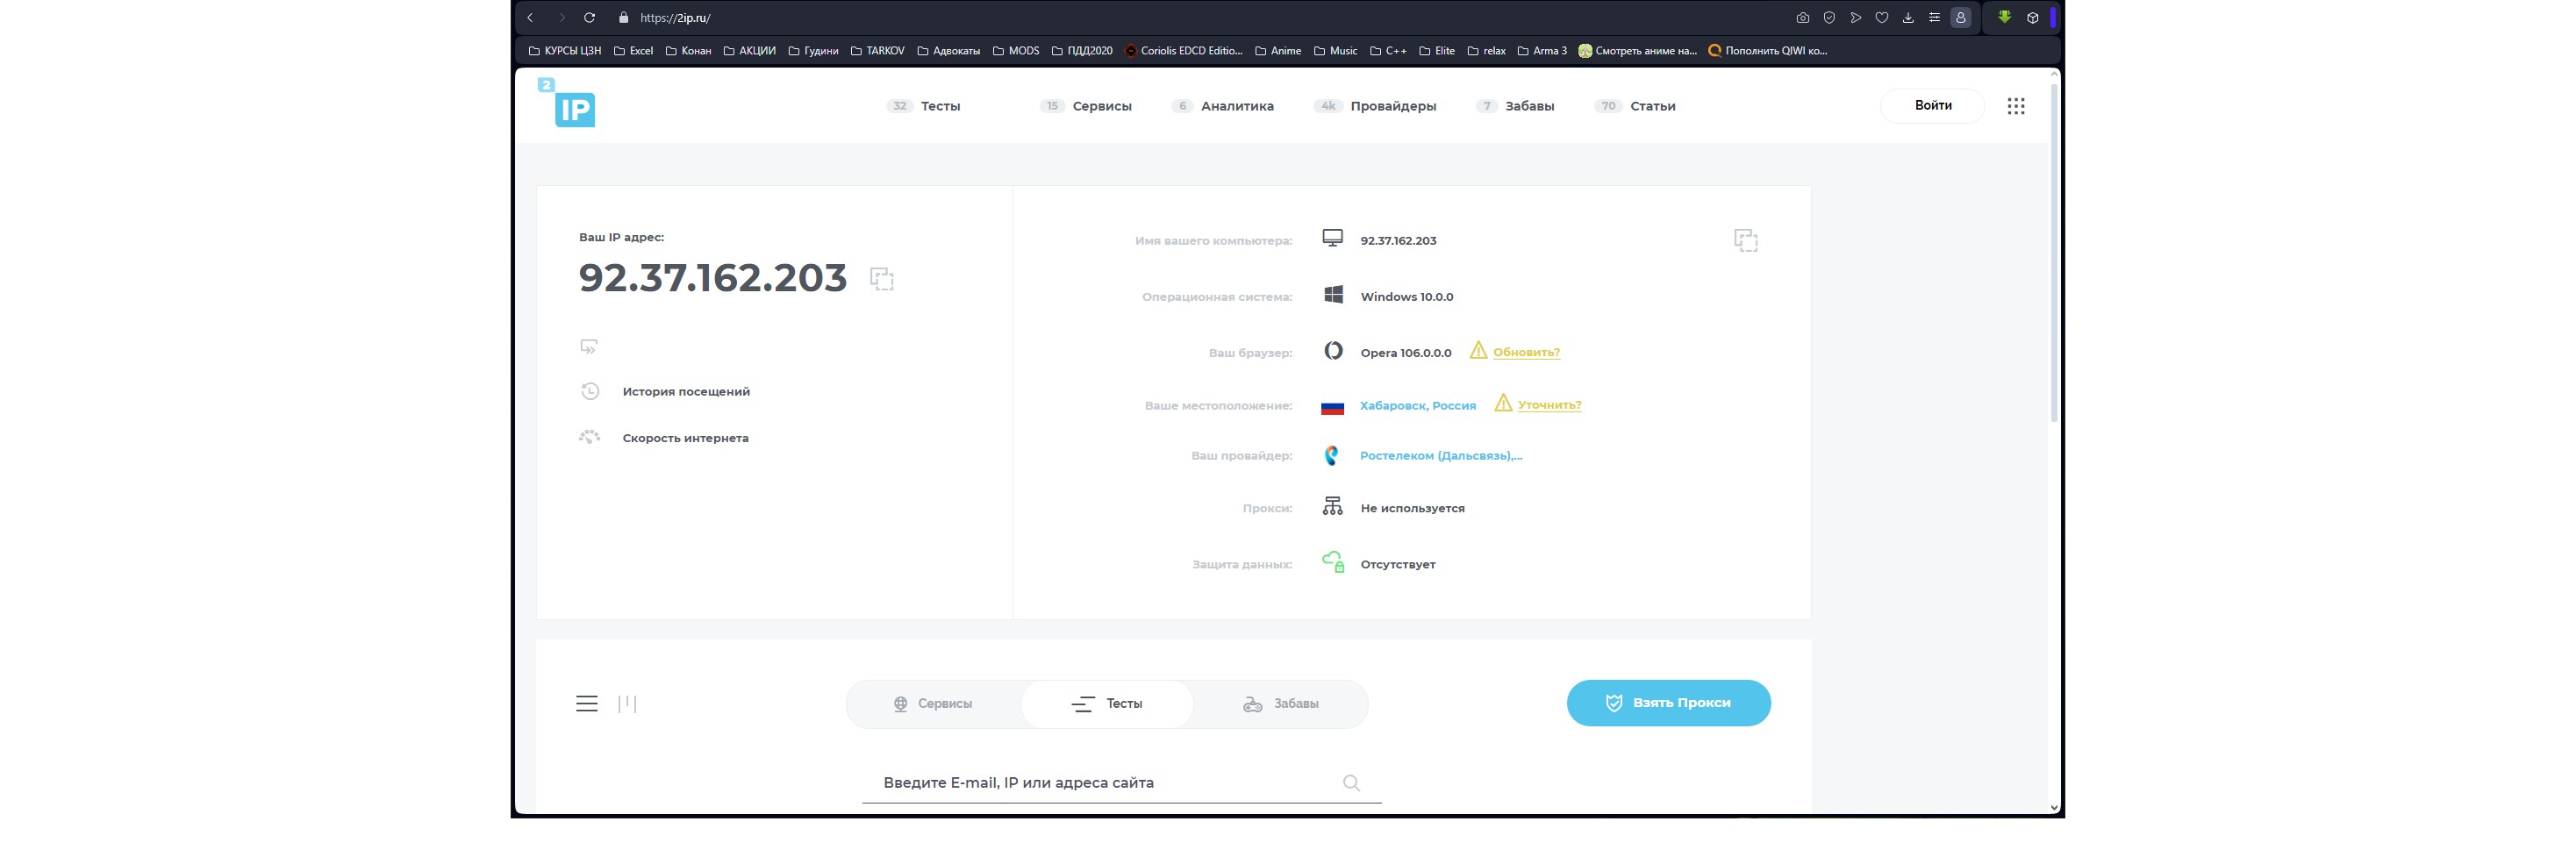 https://2ip.ru/
КУРСЫ ЦЗН Excel Конан АКЦИИ Гудини TARKOV Адвокаты MODS ПДД2020 Coriolis EDCD Editio... Anime Music C++ Elite relax Arma 3 Смотреть аниме на... Пополнить QIWI ко...
2 IP
32 Тесты 15 Сервисы 6 Аналитика 4k Провайдеры 7 Забавы 70 Статьи Войти
Ваш IP адрес:
92.37.162.203
История посещений
Скорость интернета
Имя вашего компьютера: 92.37.162.203
Операционная система: Windows 10.0.0
Ваш браузер: Opera 106.0.0.0 Обновить?
Ваше местоположение: Хабаровск, Россия Уточнить?
Ваш провайдер: Ростелеком (Дальсвязь),...
Прокси: Не используется
Защита данных: Отсутствует
Сервисы Тесты Забавы Взять Прокси
Введите E-mail, IP или адреса сайта